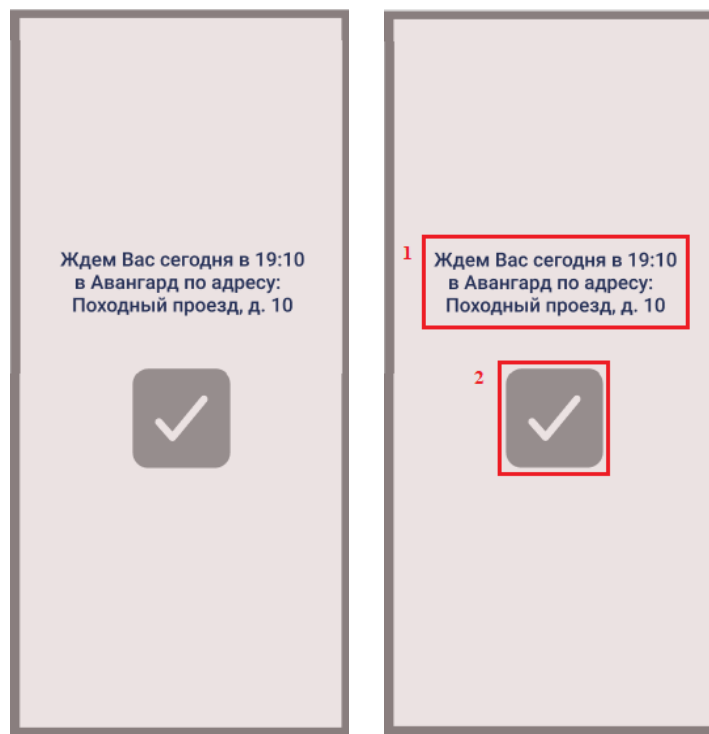 Ждем Вас сегодня в 19:10
в Авангард по адресу:
Походный проезд, д. 10
1
Ждем Вас сегодня в 19:10
в Авангард по адресу:
Походный проезд, д. 10
2